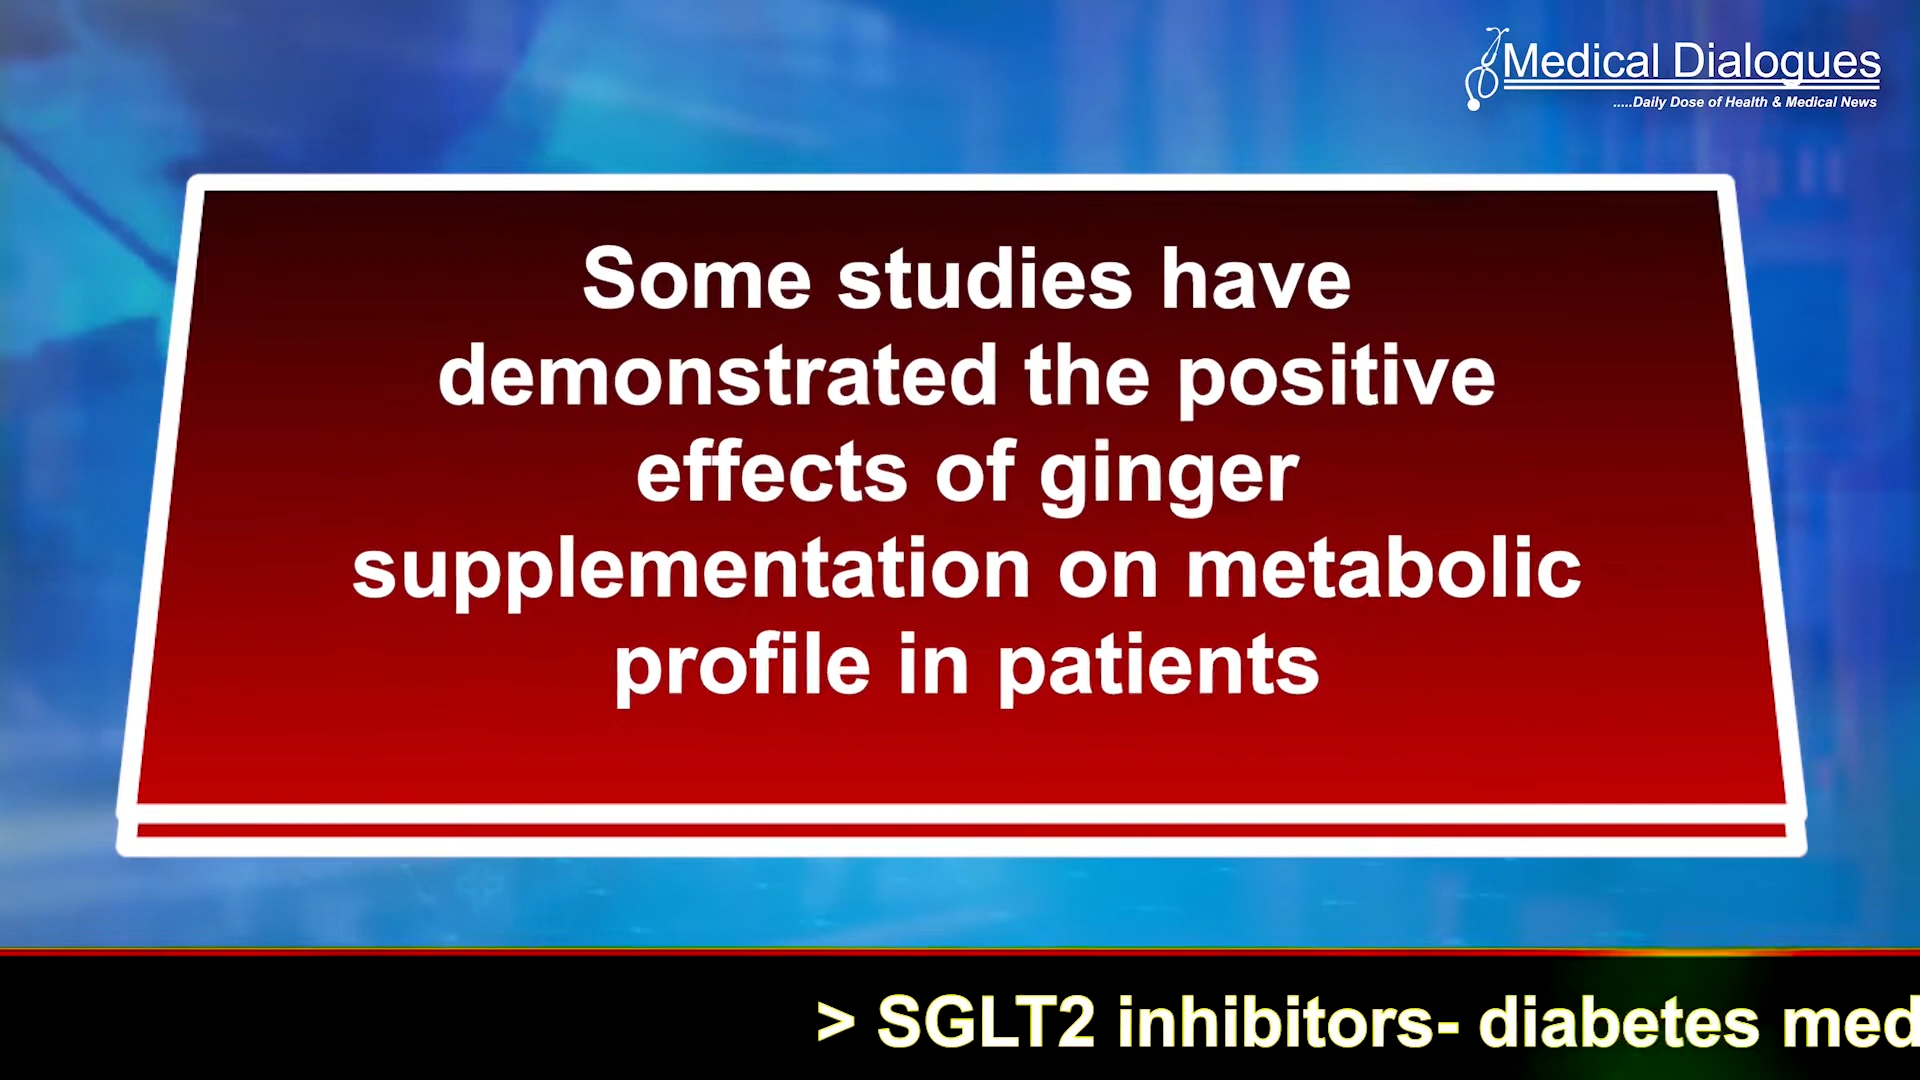 Medical Dialogues
.....Daily Dose of Health & Medical News
Some studies have
demonstrated the positive
effects of ginger
supplementation on metabolic
profile in patients
> SGLT2 inhibitors- diabetes med